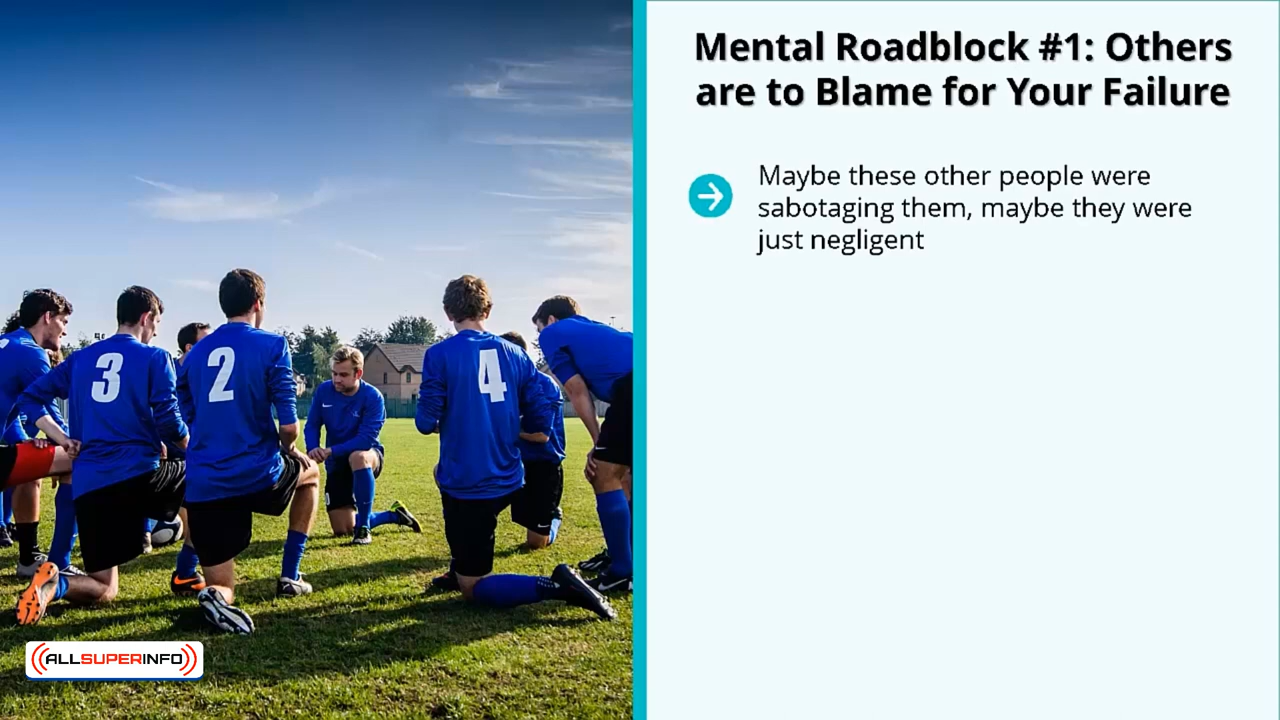 Mental Roadblock #1: Others
are to Blame for Your Failure
Maybe these other people were
sabotaging them, maybe they were
just negligent
3
2
4
ALLSUPERINFO